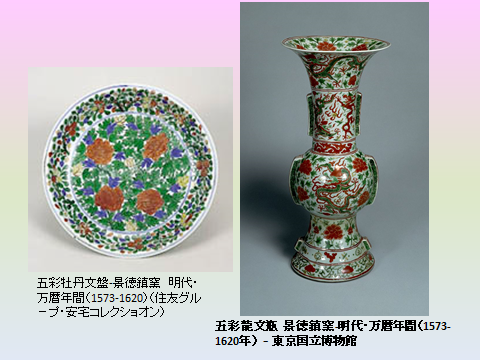 五彩牡丹文盤-景徳鎮窯　明代・
万暦年間（1573-1620）（住友グル
ープ・安宅コレクショオン）
五彩龍文瓶 景徳鎮窯-明代・万暦年間（1573-
1620年） - 東京国立博物館